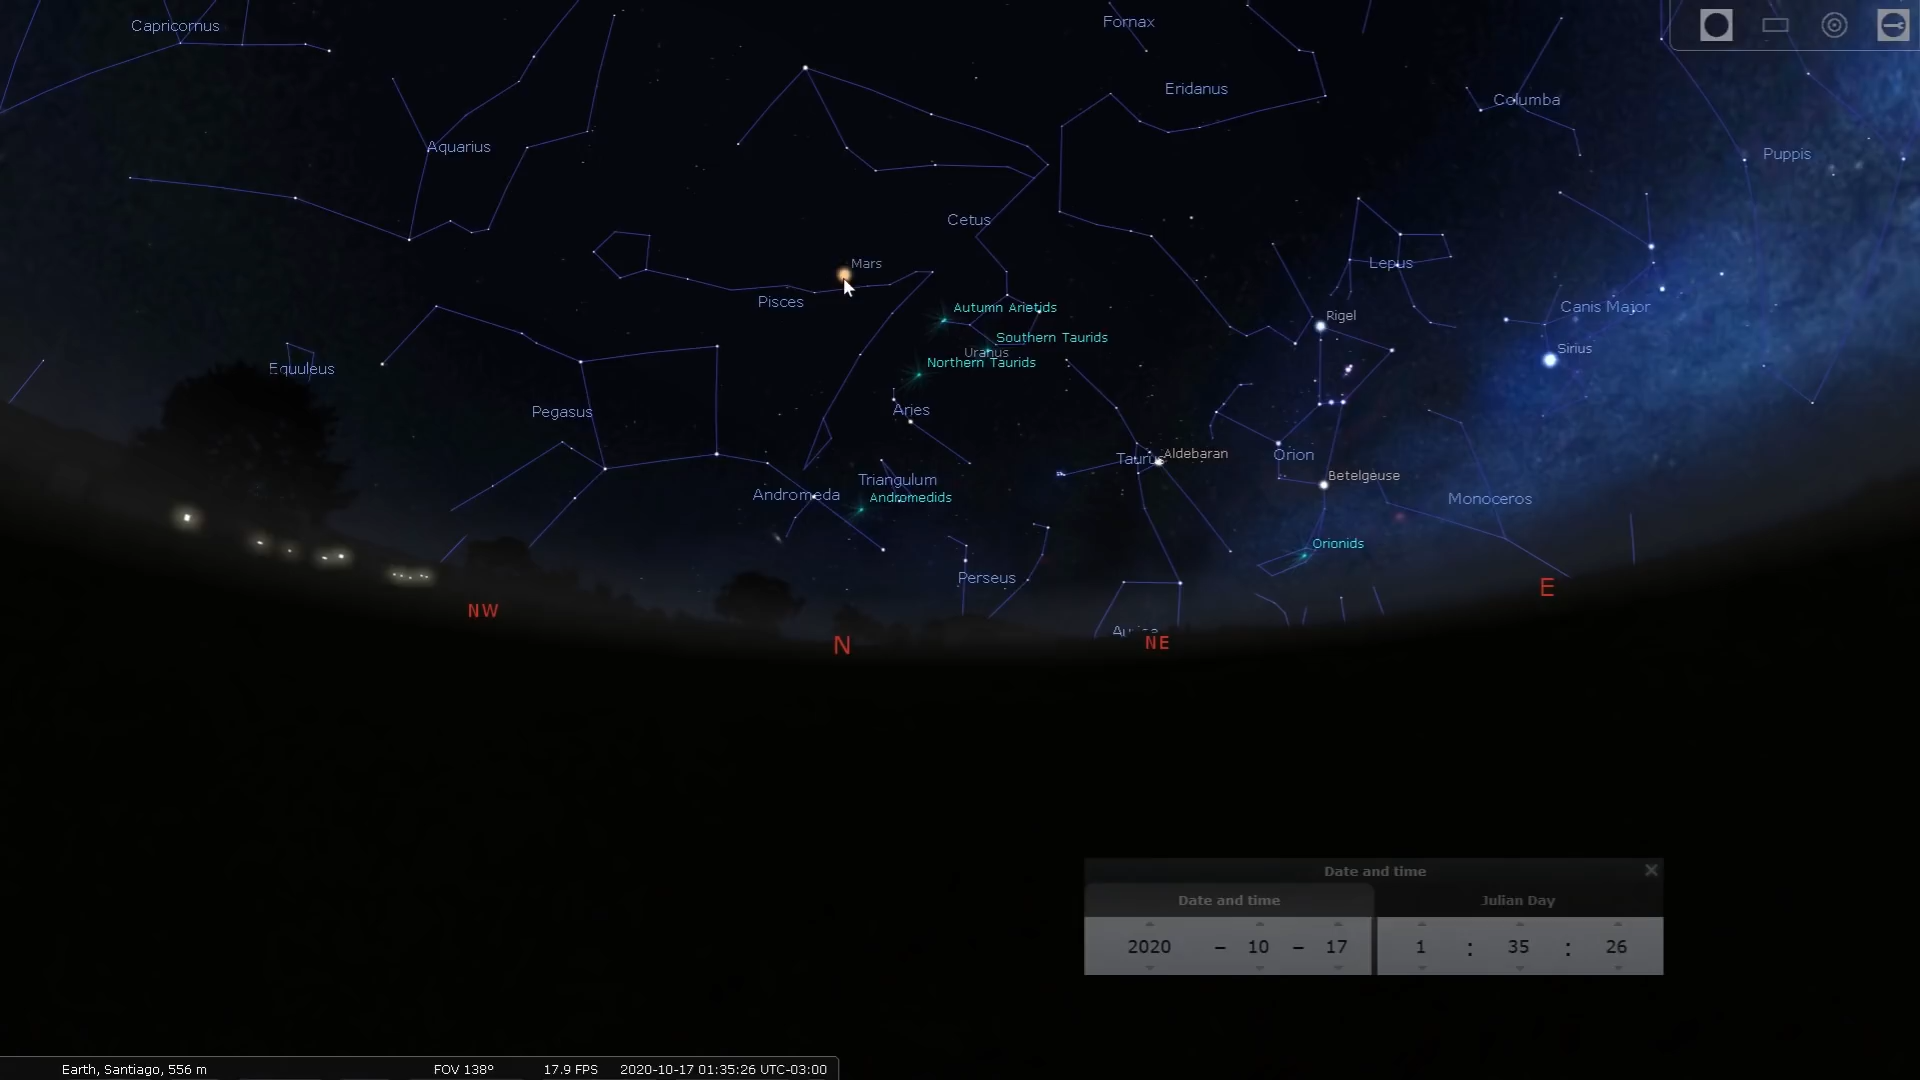 Capricornus
Fornax
Eridanus
Columba
Aquarius
Puppis
Cetus
Mars
Lepus
Pisces
Autumn Arietids
Canis Major
Rigel
Southern Taurids
Uranus
Sirius
Northern Taurids
Equuleus
Pegasus
Aries
Taurus
Aldebaran
Orion
Triangulum
Betelgeuse
Andromeda
Andromedids
Monoceros
Orionids
Perseus
E
NW
N
NE
Date and time
Date and time
Julian Day
2020 – 10 – 17 1 : 35 : 26
Earth, Santiago, 556 m FOV 138° 17.9 FPS 2020-10-17 01:35:26 UTC-03:00